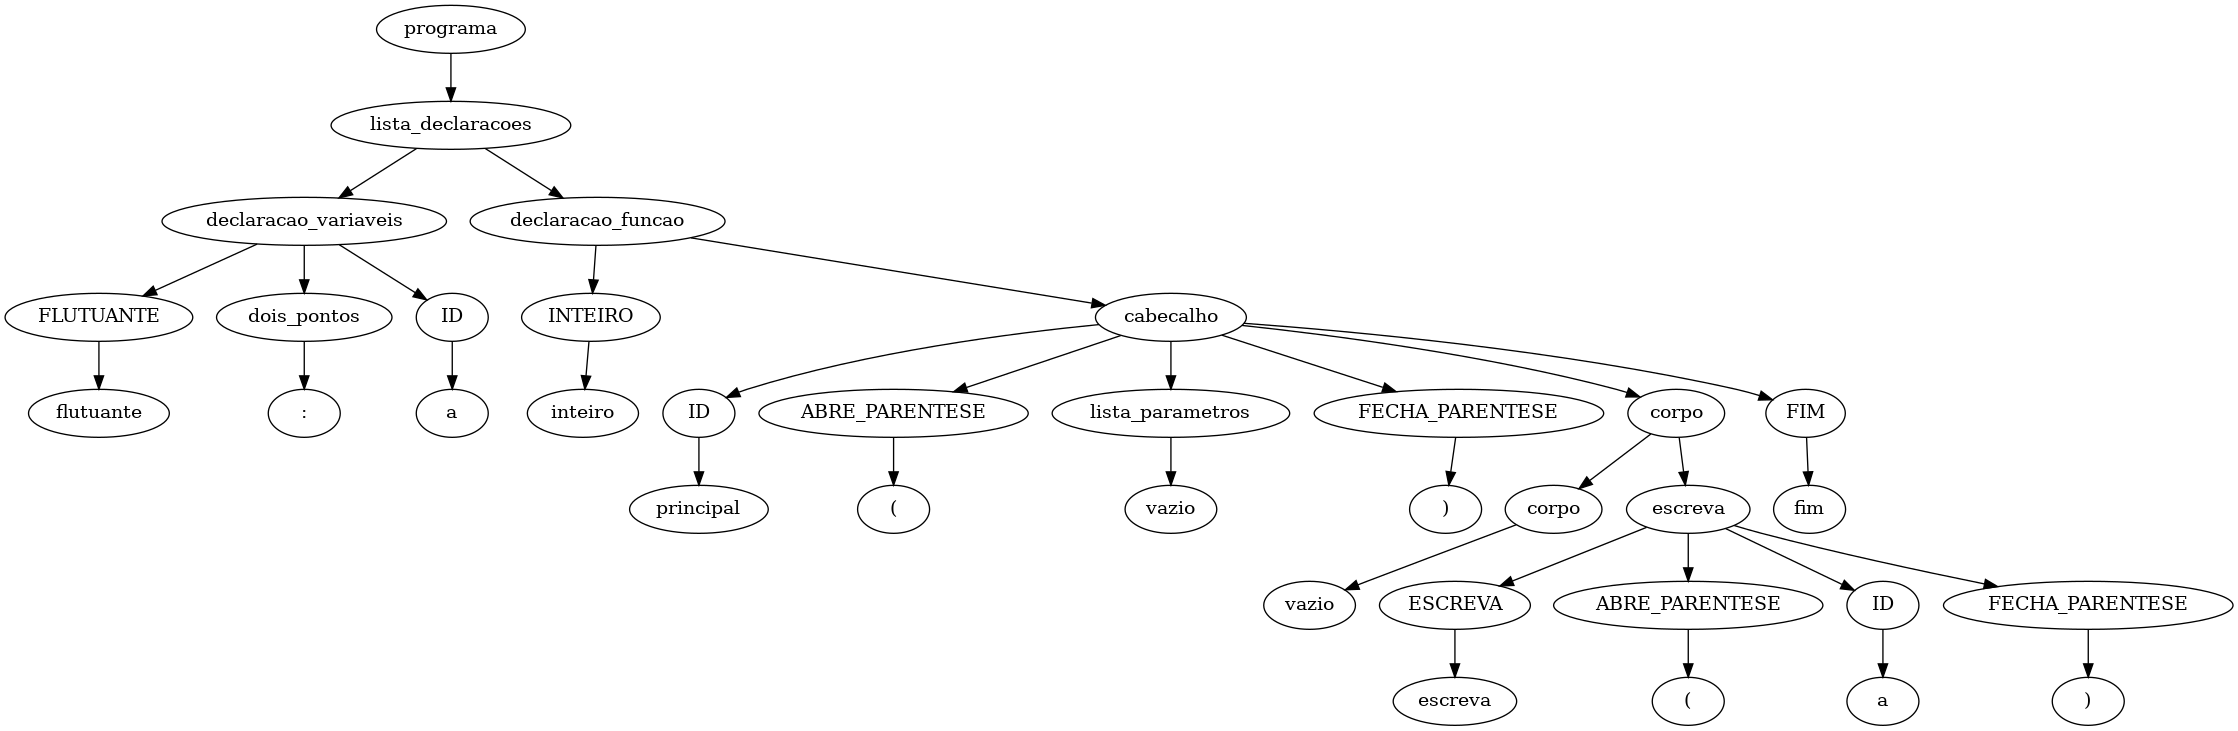 programa
lista_declaracoes
declaracao_variaveis declaracao_funcao
FLUTUANTE dois_pontos ID INTEIRO cabecalho
flutuante : a inteiro ID ABRE_PARENTESE lista_parametros FECHA_PARENTESE corpo FIM
principal ( vazio ) corpo escreva fim
vazio ESCREVA ABRE_PARENTESE ID FECHA_PARENTESE
escreva ( a )